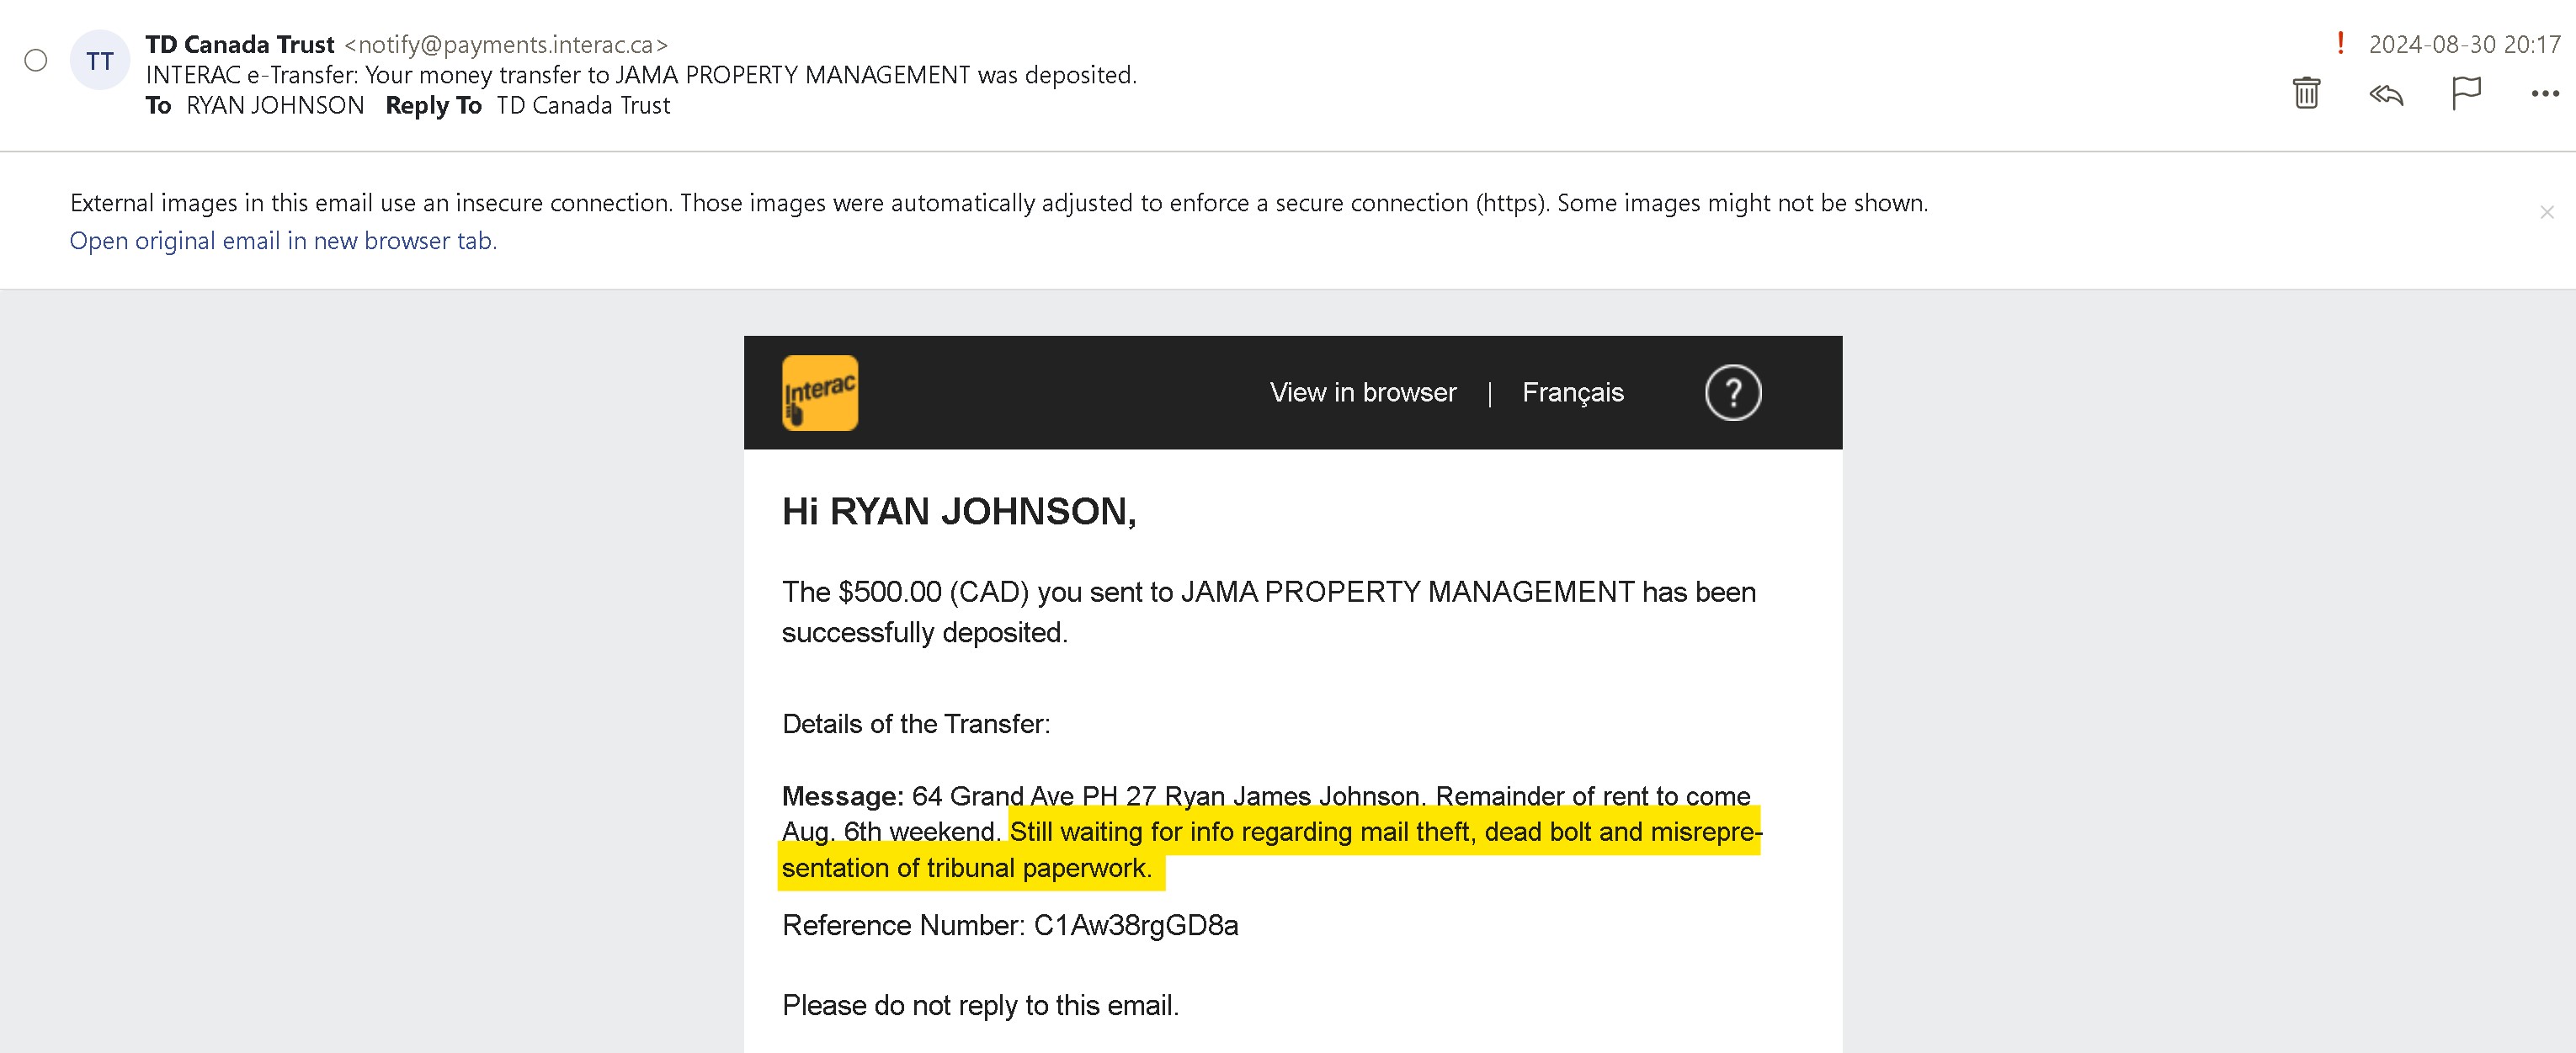 TT
TD Canada Trust <notify@payments.interac.ca>
! 2024-08-30 20:17
INTERAC e-Transfer: Your money transfer to JAMA PROPERTY MANAGEMENT was deposited.
To RYAN JOHNSON Reply To TD Canada Trust
External images in this email use an insecure connection. Those images were automatically adjusted to enforce a secure connection (https). Some images might not be shown.
Open original email in new browser tab.
Interac
View in browser | Français ?
Hi RYAN JOHNSON,
The $500.00 (CAD) you sent to JAMA PROPERTY MANAGEMENT has been
successfully deposited.
Details of the Transfer:
Message: 64 Grand Ave PH 27 Ryan James Johnson. Remainder of rent to come
Aug. 6th weekend. Still waiting for info regarding mail theft, dead bolt and misrepre-
sentation of tribunal paperwork.
Reference Number: C1Aw38rgGD8a
Please do not reply to this email.